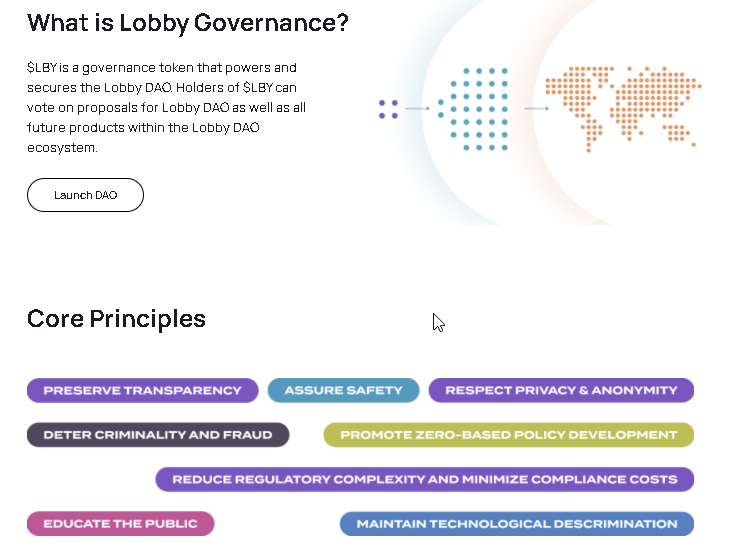 What is Lobby Governance?
$LBY is a governance token that powers and
secures the Lobby DAO. Holders of $LBY can
vote on proposals for Lobby DAO as well as all
future products within the Lobby DAO
ecosystem.
Launch DAO
Core Principles
PRESERVE TRANSPARENCY
ASSURE SAFETY
RESPECT PRIVACY & ANONYMITY
DETER CRIMINALITY AND FRAUD
PROMOTE ZERO-BASED POLICY DEVELOPMENT
REDUCE REGULATORY COMPLEXITY AND MINIMIZE COMPLIANCE COSTS
EDUCATE THE PUBLIC
MAINTAIN TECHNOLOGICAL DESCRIMINATION